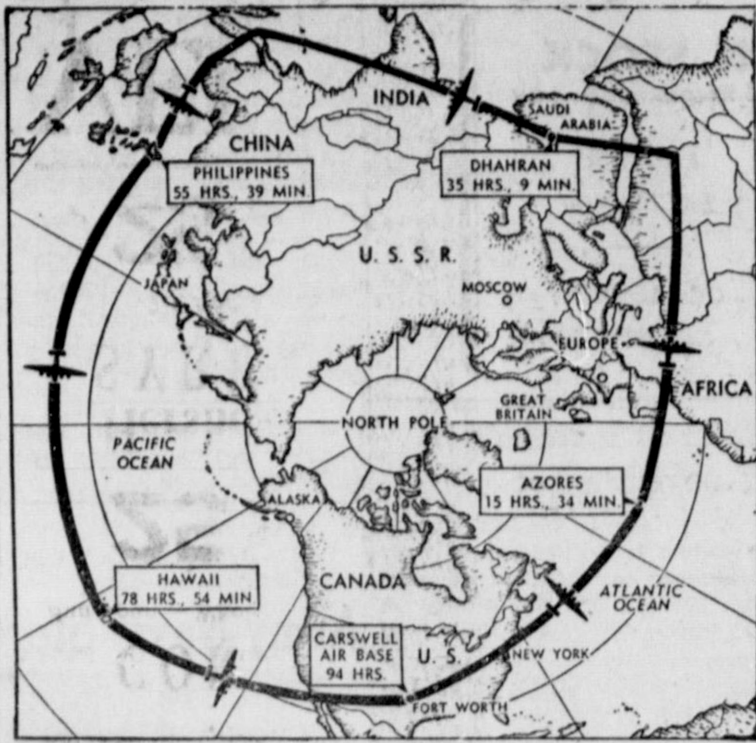 INDIA
SAUDI
ARABIA
CHINA
PHILIPPINES
55 HRS., 39 MIN.
DHAHRAN
35 HRS., 9 MIN.
U. S. S. R.
JAPAN
MOSCOW
EUROPE
AFRICA
GREAT
BRITAIN
NORTH POLE
PACIFIC
OCEAN
AZORES
15 HRS., 34 MIN.
ALASKA
HAWAII
78 HRS., 54 MIN
CANADA
ATLANTIC
OCEAN
CARSWELL
AIR BASE
94 HRS.
U. S.
NEW YORK
FORT WORTH